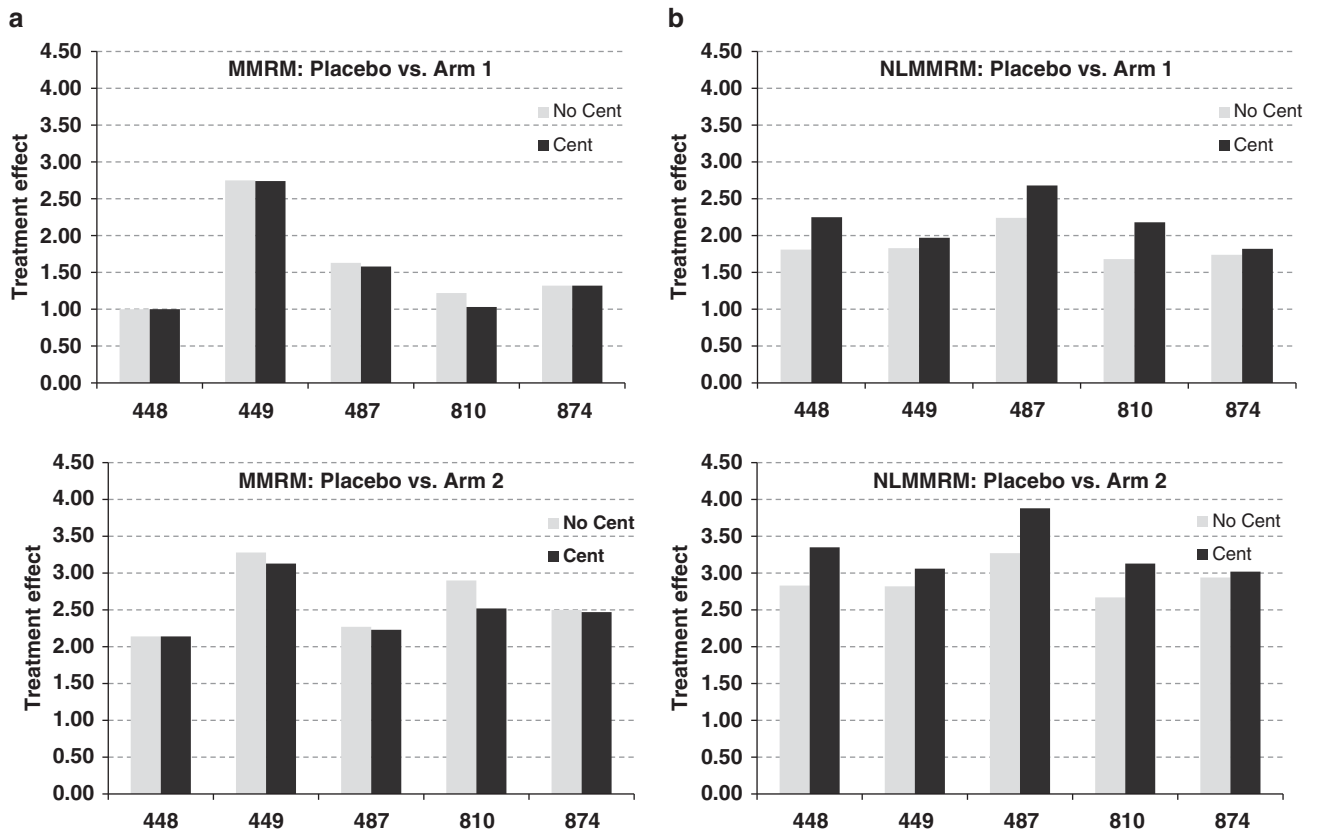 a
4.50
4.00
3.50
3.00
2.50
2.00
1.50
1.00
0.50
0.00
Treatment effect
MMRM: Placebo vs. Arm 1
No Cent
Cent
448 449 487 810 874
b
4.50
4.00
3.50
3.00
2.50
2.00
1.50
1.00
0.50
0.00
Treatment effect
NLMMRM: Placebo vs. Arm 1
No Cent
Cent
448 449 487 810 874
4.50
4.00
3.50
3.00
2.50
2.00
1.50
1.00
0.50
0.00
Treatment effect
MMRM: Placebo vs. Arm 2
No Cent
Cent
448 449 487 810 874
4.50
4.00
3.50
3.00
2.50
2.00
1.50
1.00
0.50
0.00
Treatment effect
NLMMRM: Placebo vs. Arm 2
No Cent
Cent
448 449 487 810 874